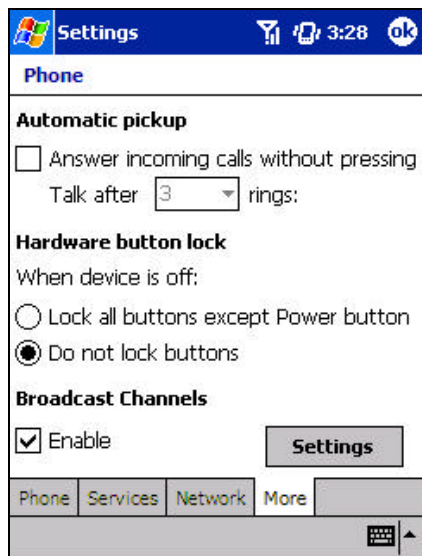 Settings 3:28 ok
Phone
Automatic pickup
Answer incoming calls without pressing
Talk after 3 rings:
Hardware button lock
When device is off:
Lock all buttons except Power button
Do not lock buttons
Broadcast Channels
Enable Settings
Phone Services Network More